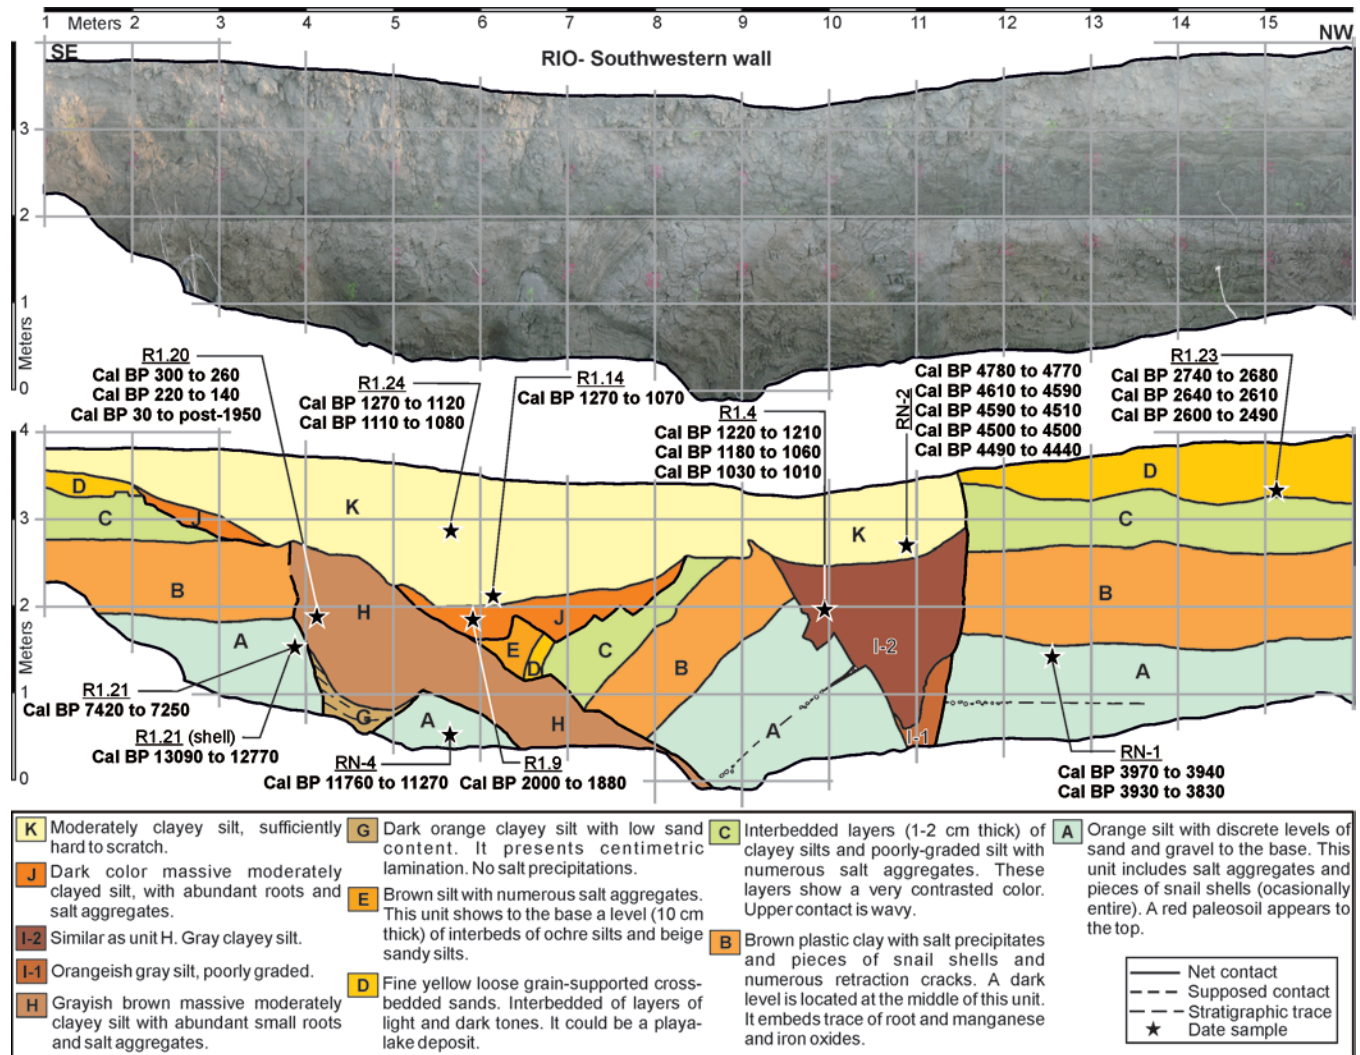 Meters 2 3 4 5 6 7 8 9 10 11 12 13 14 15
SE
RIO- Southwestern wall
NW
3
2
1
0
Meters
R1.20
Cal BP 300 to 260
Cal BP 220 to 140
Cal BP 30 to post-1950
R1.24
Cal BP 1270 to 1120
Cal BP 1110 to 1080
R1.14
Cal BP 1270 to 1070
R1.4
Cal BP 1220 to 1210
Cal BP 1180 to 1060
Cal BP 1030 to 1010
RN-2
Cal BP 4780 to 4770
Cal BP 4610 to 4590
Cal BP 4590 to 4510
Cal BP 4500 to 4500
Cal BP 4490 to 4440
R1.23
Cal BP 2740 to 2680
Cal BP 2640 to 2610
Cal BP 2600 to 2490
4
3
2
1
0
Meters
D
C
J
B
A
K
H
G
A
E
D
J
C
B
H
A
K
I-2
I-1
D
C
B
A
R1.21
Cal BP 7420 to 7250
R1.21 (shell)
Cal BP 13090 to 12770
RN-4
Cal BP 11760 to 11270
R1.9
Cal BP 2000 to 1880
RN-1
Cal BP 3970 to 3940
Cal BP 3930 to 3830
K Moderately clayey silt, sufficiently
hard to scratch.
J Dark color massive moderately
clayed silt, with abundant roots and
salt aggregates.
I-2 Similar as unit H. Gray clayey silt.
I-1 Orangeish gray silt, poorly graded.
H Grayish brown massive moderately
clayey silt with abundant small roots
and salt aggregates.
G Dark orange clayey silt with low sand
content. It presents centimetric
lamination. No salt precipitations.
E Brown silt with numerous salt aggregates.
This unit shows to the base a level (10 cm
thick) of interbeds of ochre silts and beige
sandy silts.
D Fine yellow loose grain-supported cross-
bedded sands. Interbedded of layers of
light and dark tones. It could be a playa-
lake deposit.
C Interbedded layers (1-2 cm thick) of
clayey silts and poorly-graded silt with
numerous salt aggregates. These
layers show a very contrasted color.
Upper contact is wavy.
B Brown plastic clay with salt precipitates
and pieces of snail shells and
numerous retraction cracks. A dark
level is located at the middle of this unit.
It embeds trace of root and manganese
and iron oxides.
A Orange silt with discrete levels of
sand and gravel to the base. This
unit includes salt aggregates and
pieces of snail shells (ocasionally
entire). A red paleosoil appears to
the top.
Net contact
Supposed contact
Stratigraphic trace
Date sample